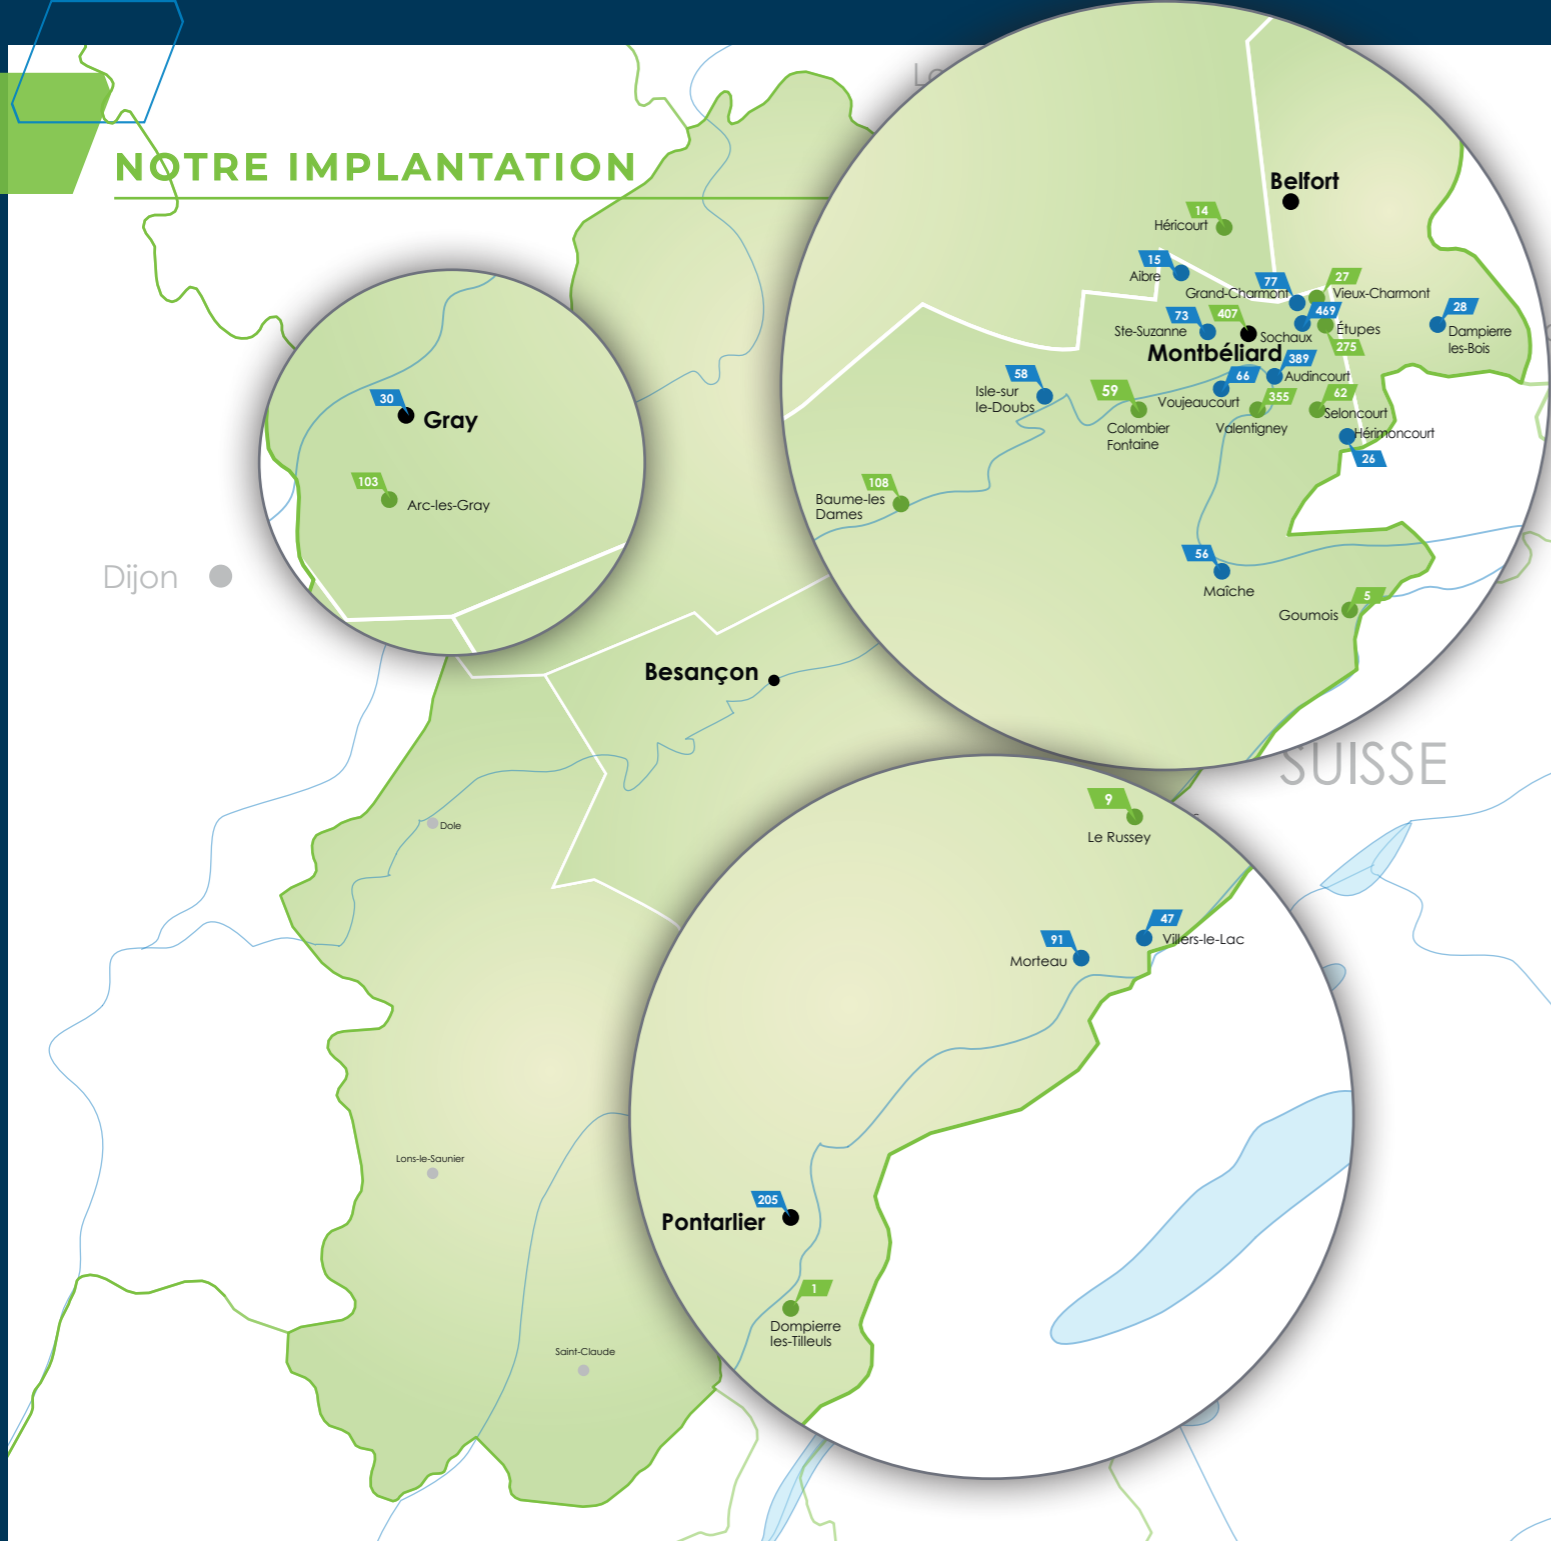 NOTRE IMPLANTATION
Belfort
14
Héricourt
15
Aibre
77
Grand-Charmont
27
Vieux-Charmont
73
Ste-Suzanne
407
Montbéliard
469
Sochaux
Étupes
275
28
Dampierre
les-Bois
389
Audincourt
58
Isle-sur
le-Doubs
59
Colombier
Fontaine
66
Voujeaucourt
355
Valentigney
62
Seloncourt
Hérimoncourt
26
108
Baume-les
Dames
56
Maîche
5
Goumois
30
Gray
103
Arc-les-Gray
Dijon
Besançon
SUISSE
Dole
9
Le Russey
47
Villers-le-Lac
91
Morteau
Lons-le-Saunier
205
Pontarlier
1
Dompierre
les-Tilleuls
Saint-Claude